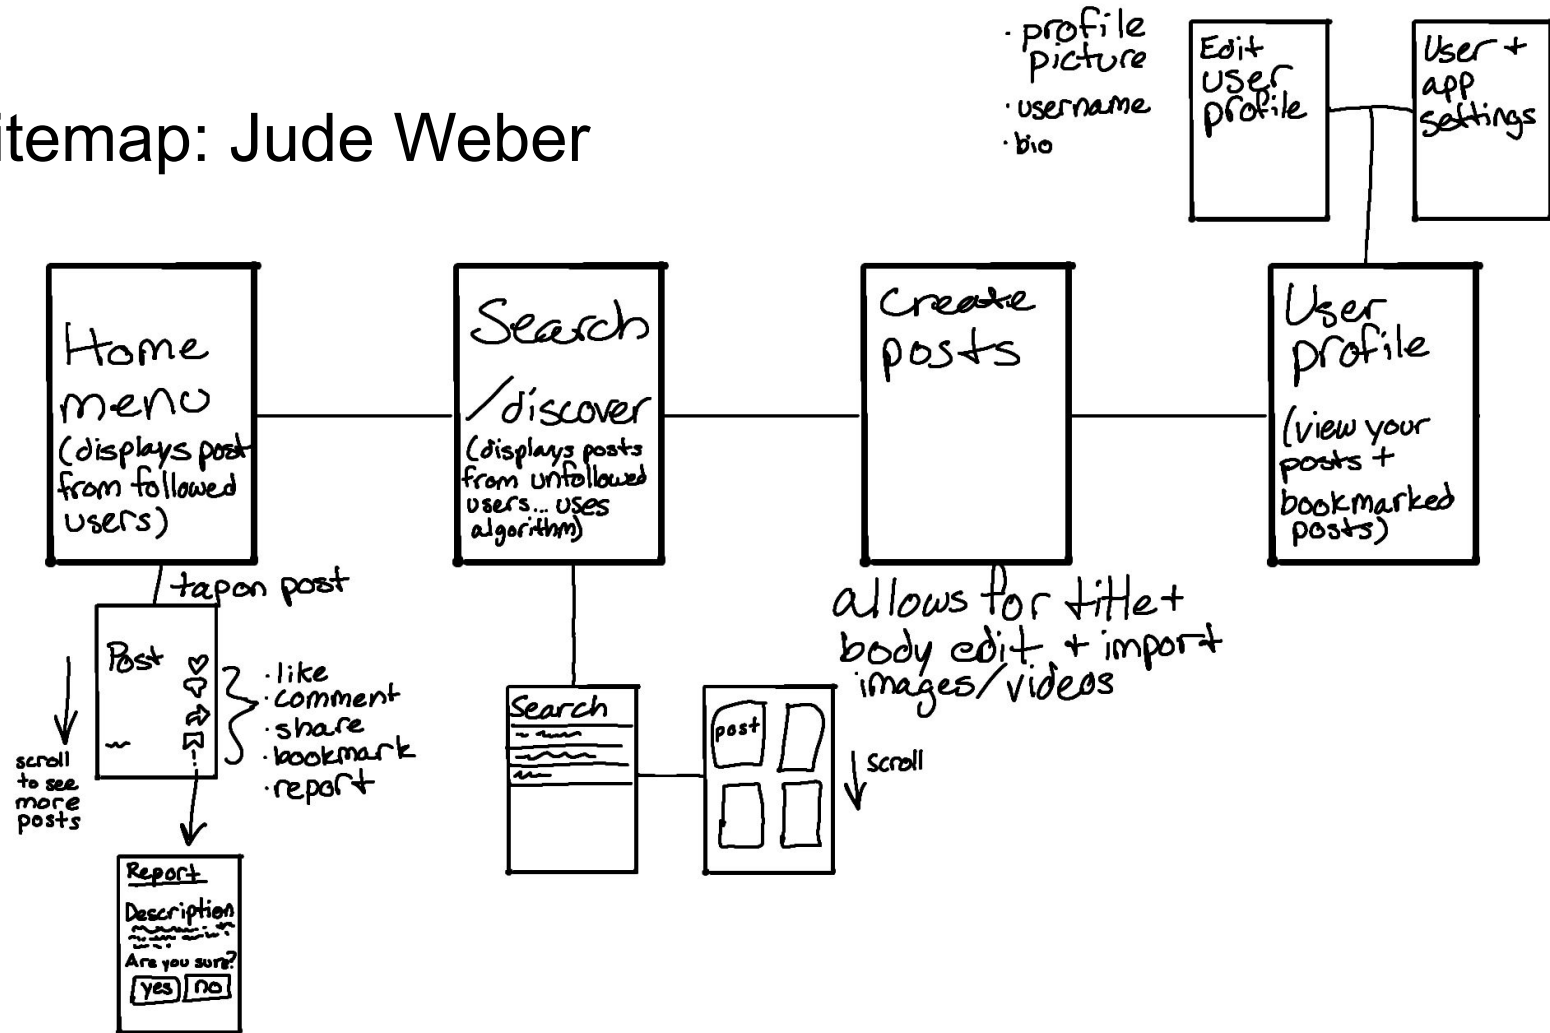 itemap: Jude Weber
· profile
picture
· username
· bio
Edit
user
profile
User +
app
settings
Home
menu
(displays post
from followed
users)
Search
/discover
(displays posts
from unfollowed
users... uses
algorithm)
Create
posts
User
profile
(view your
posts +
bookmarked
posts)
tap on post
Post
· like
· comment
· share
· bookmark
· report
scroll
to see
more
posts
Report
Description
Are you sure?
yes no
Search
post
scroll
allows for title +
body edit + import
images/videos